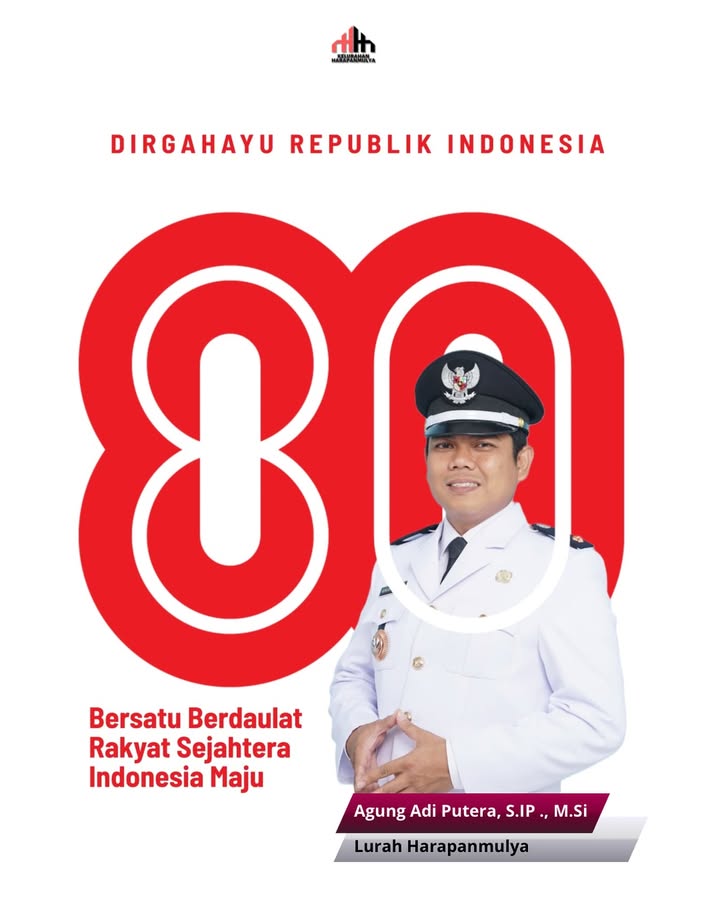 KELURAHAN
HARAPANMULYA
DIRGAHAYU REPUBLIK INDONESIA
80
Bersatu Berdaulat
Rakyat Sejahtera
Indonesia Maju
Agung Adi Putera, S.IP ., M.Si
Lurah Harapanmulya